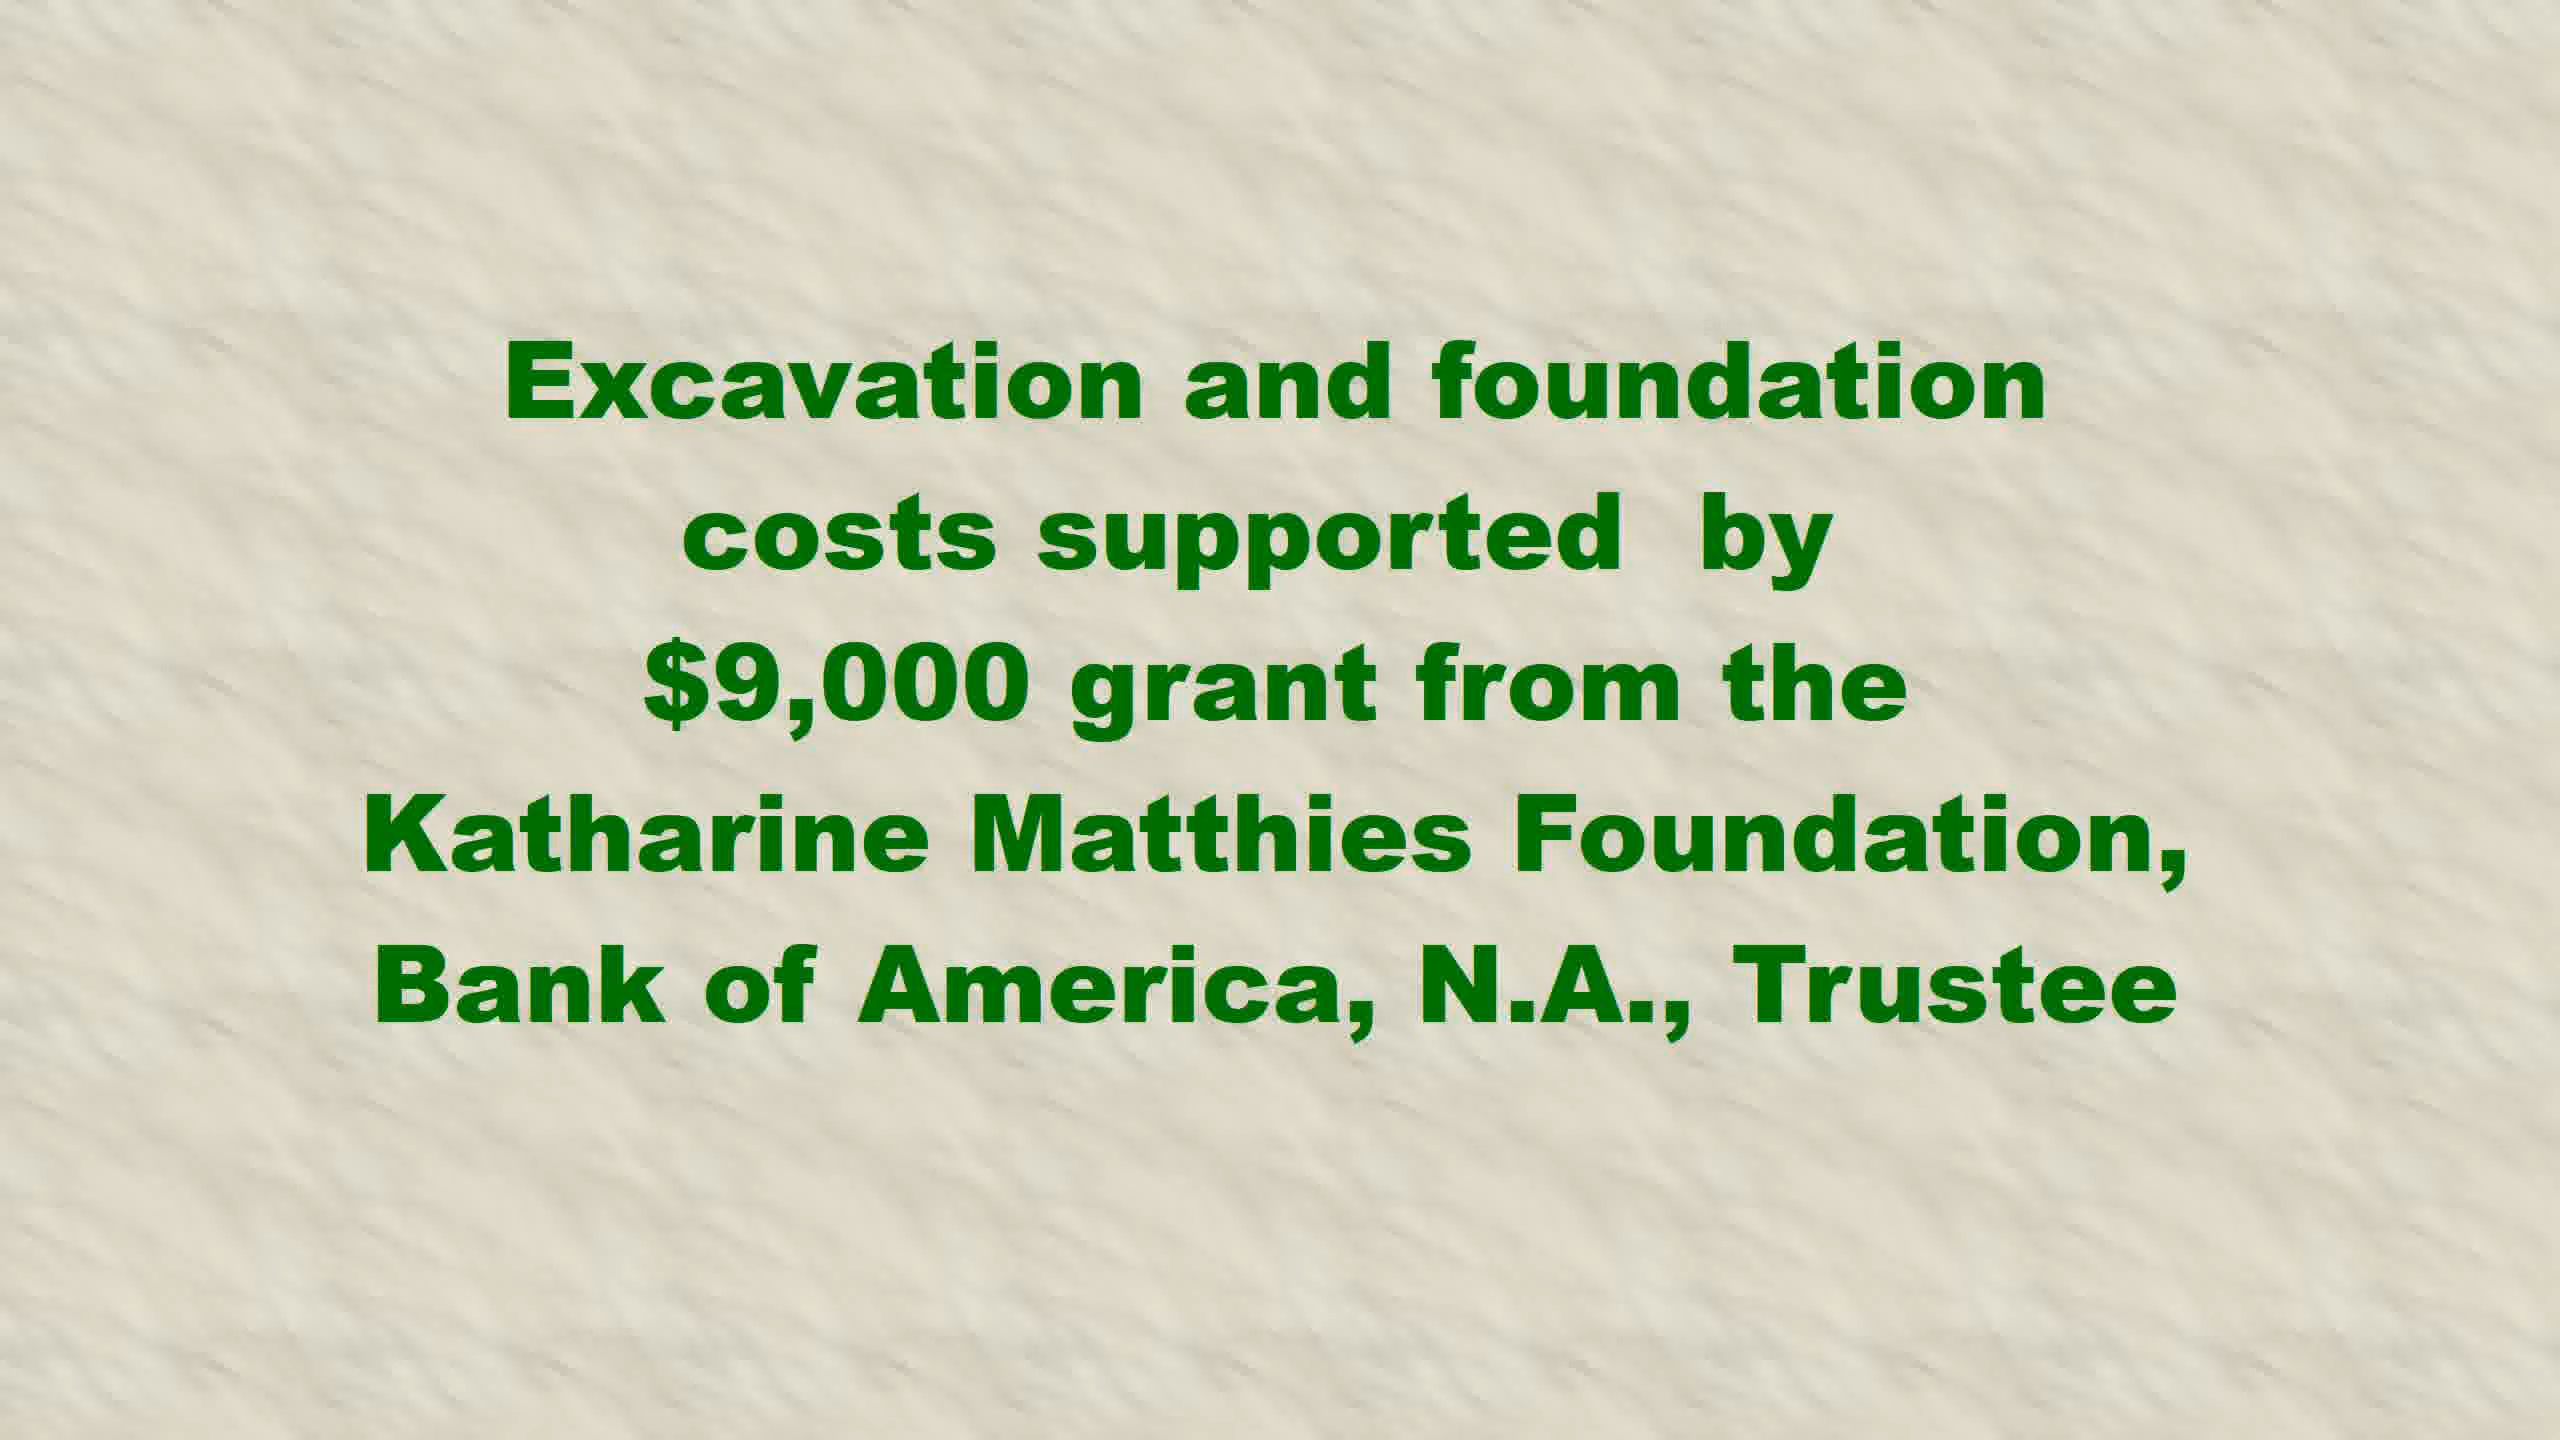 Excavation and foundation
costs supported  by
$9,000 grant from the
Katharine Matthies Foundation,
Bank of America, N.A., Trustee